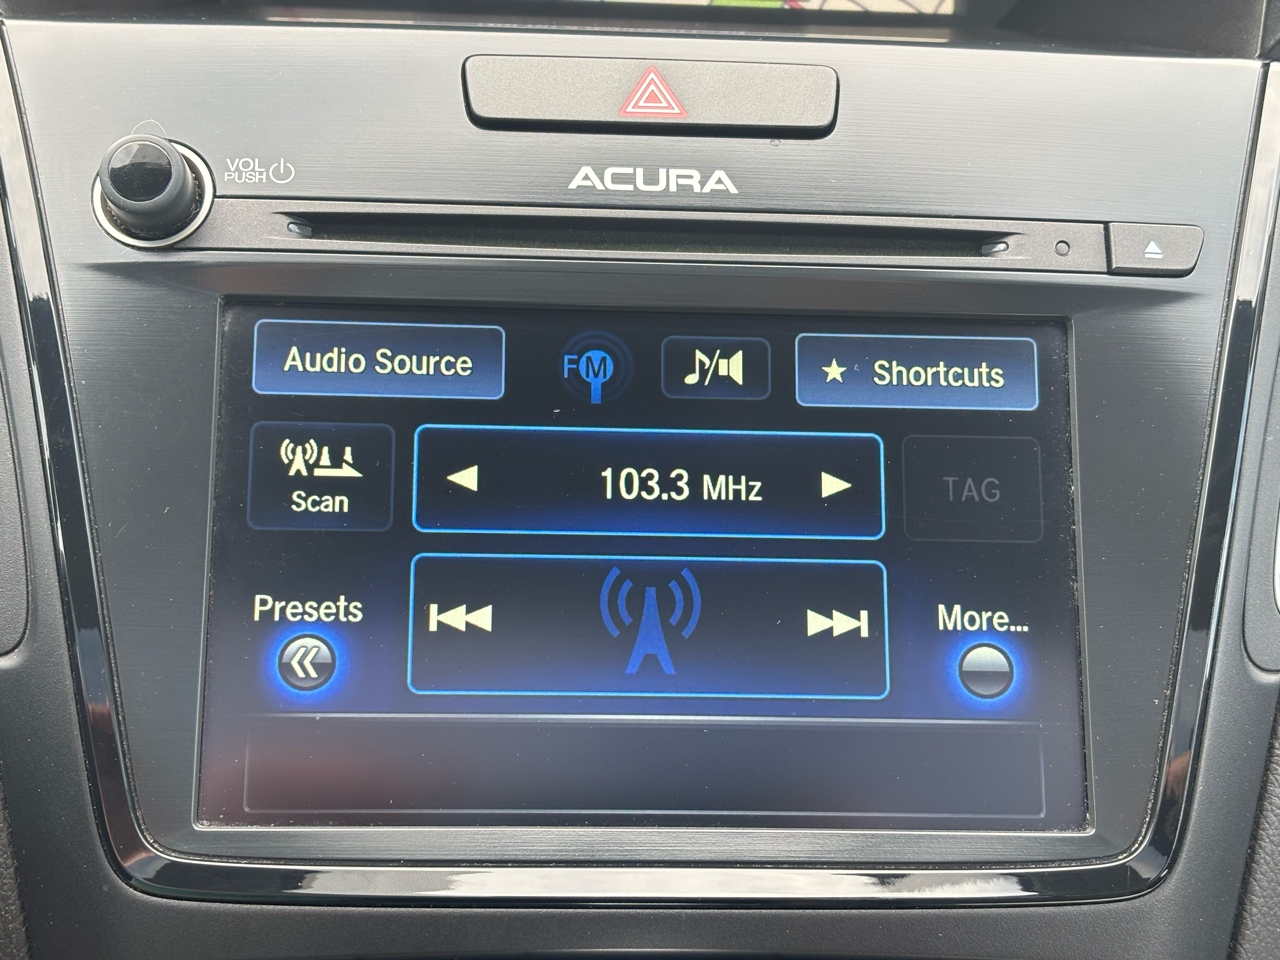 VOL
PUSH
ACURA
Audio Source
FM
Shortcuts
Scan
103.3 MHz
TAG
Presets
More...